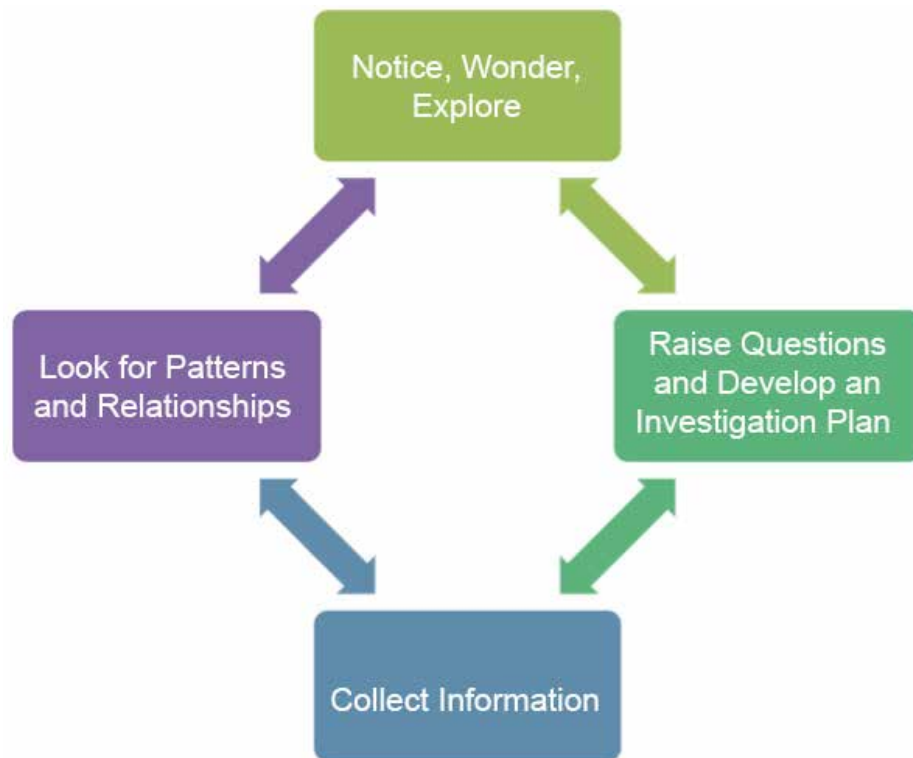 Notice, Wonder,
Explore
Look for Patterns
and Relationships
Raise Questions
and Develop an
Investigation Plan
Collect Information